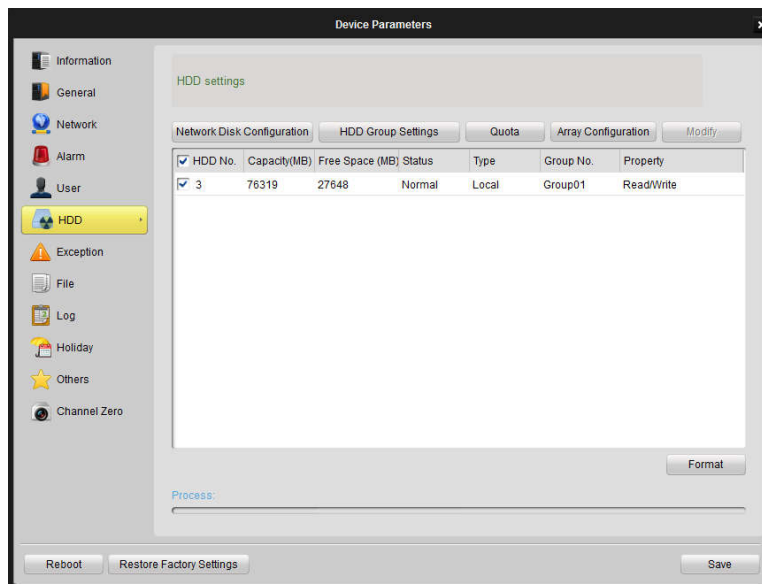 Device Parameters
Information
General
Network
Alarm
User
HDD
Exception
File
Log
Holiday
Others
Channel Zero
HDD settings
Network Disk Configuration HDD Group Settings Quota Array Configuration Modify
HDD No. Capacity(MB) Free Space (MB) Status Type Group No. Property
3 76319 27648 Normal Local Group01 Read/Write
Format
Process:
Reboot Restore Factory Settings Save